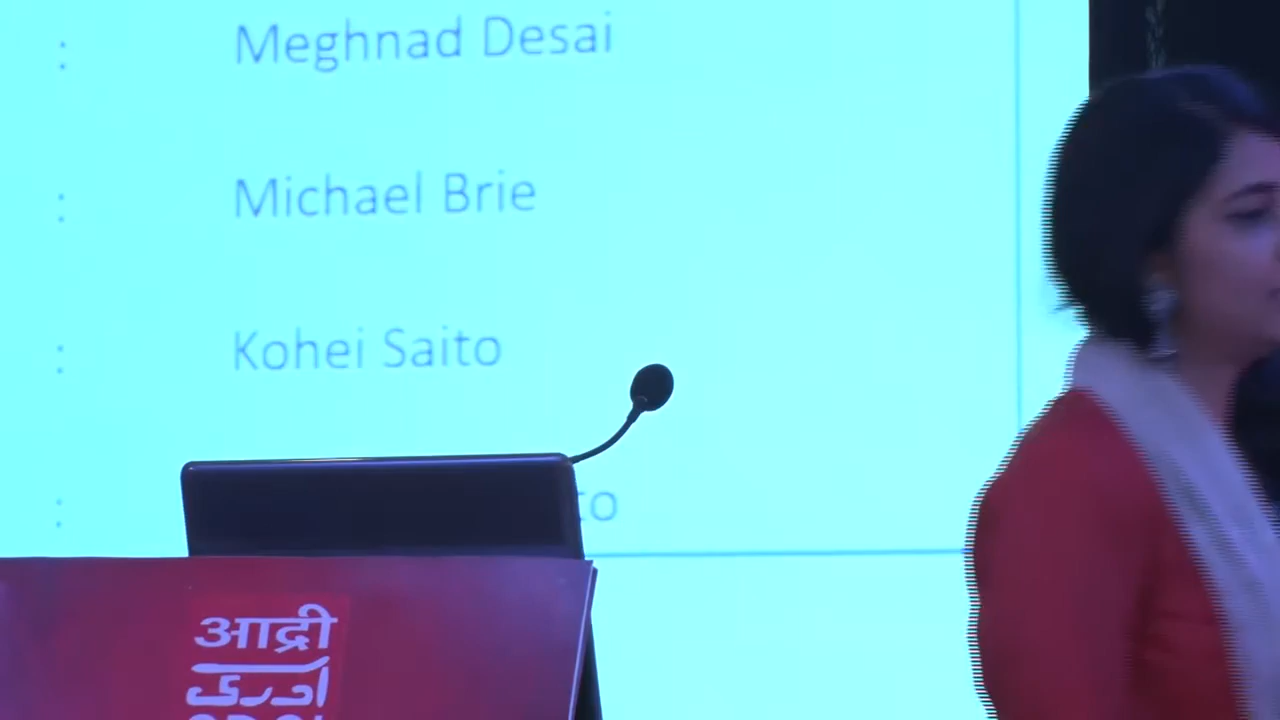 : Meghnad Desai
: Michael Brie
: Kohei Saito
:
आद्री